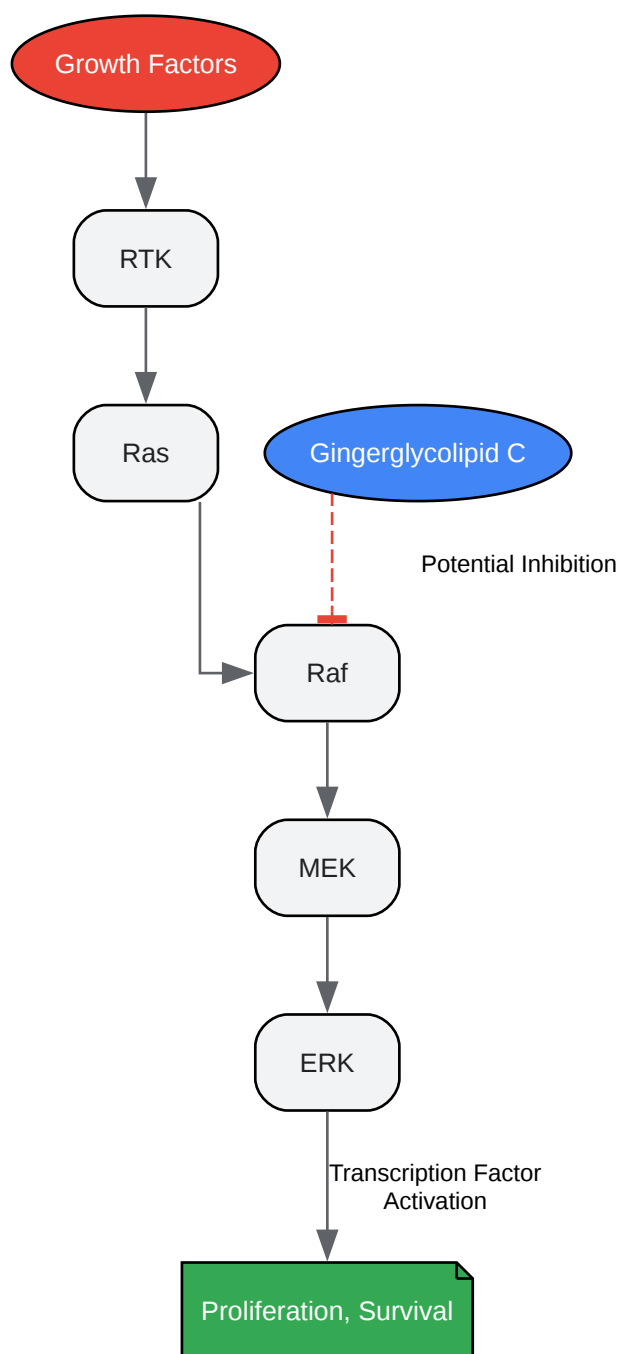 Growth Factors
RTK
Ras
Gingerglycolipid C
Potential Inhibition
Raf
MEK
ERK
Transcription Factor
Activation
Proliferation, Survival